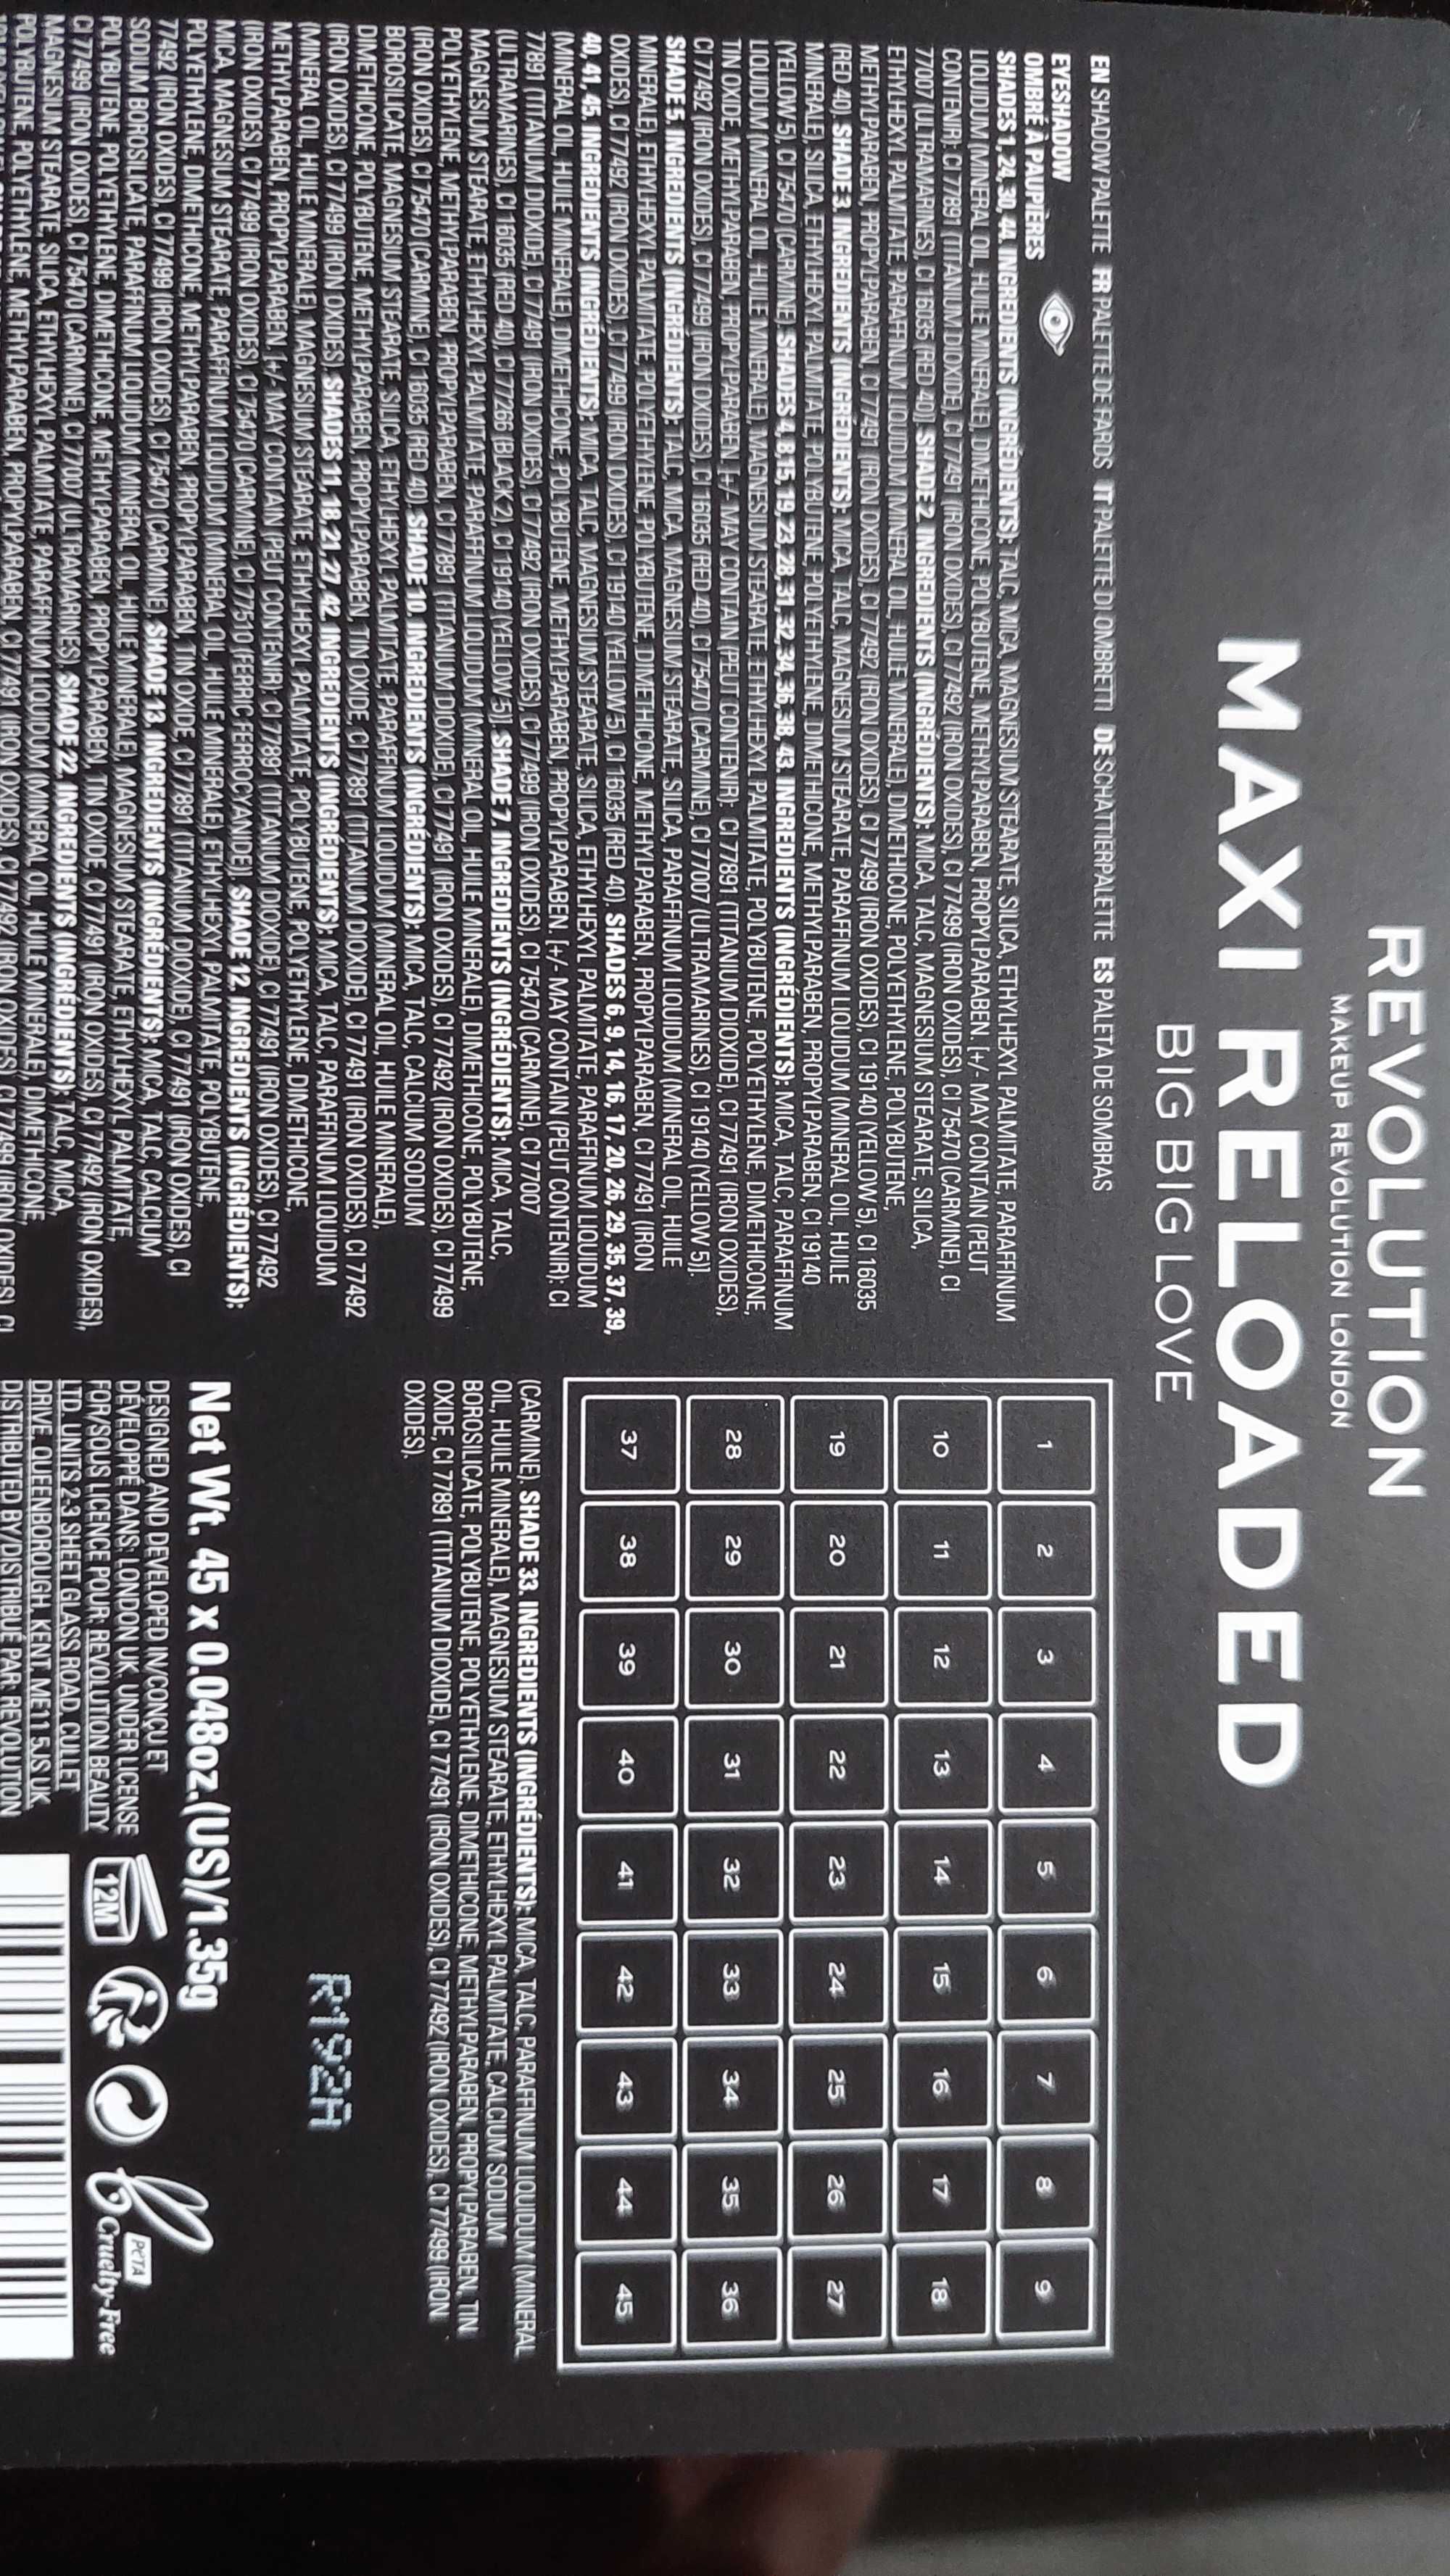 REVOLUTION
MAKEUP REVOLUTION LONDON
MAXI RELOADED
BIG BIG LOVE
EN SHADOW PALETTE FR PALETTE DE FARDS IT PALETTE DI OMBRETTI DE SCHATTIERPALETTE ES PALETA DE SOMBRAS
EYESHADOW
OMBRE À PAUPIÈRES
SHADES 1, 24, 30, 44. INGREDIENTS (INGRÉDIENTS): TALC, MICA, MAGNESIUM STEARATE, SILICA, ETHYLHEXYL PALMITATE, PARAFFINUM
LIQUIDUM (MINERAL OIL, HUILE MINERALE), DIMETHICONE, POLYBUTENE, METHYLPARABEN, PROPYLPARABEN. [+/- MAY CONTAIN (PEUT
CONTENIR): CI 77891 (TITANIUM DIOXIDE), CI 77491 (IRON OXIDES), CI 77492 (IRON OXIDES), CI 77499 (IRON OXIDES), CI 75470 (CARMINE), CI
77007 (ULTRAMARINES), CI 16035 (RED 40)]. SHADE 2. INGREDIENTS (INGRÉDIENTS): MICA, TALC, MAGNESIUM STEARATE, SILICA,
ETHYLHEXYL PALMITATE, PARAFFINUM LIQUIDUM (MINERAL OIL, HUILE MINERALE), DIMETHICONE, POLYETHYLENE, POLYBUTENE,
METHYLPARABEN, PROPYLPARABEN, CI 77491 (IRON OXIDES), CI 77492 (IRON OXIDES), CI 77499 (IRON OXIDES), CI 19140 (YELLOW 5), CI 16035
(RED 40). SHADE 3. INGREDIENTS (INGRÉDIENTS): MICA, TALC, MAGNESIUM STEARATE, PARAFFINUM LIQUIDUM (MINERAL OIL, HUILE
MINERALE), SILICA, ETHYLHEXYL PALMITATE, POLYBUTENE, POLYETHYLENE, DIMETHICONE, METHYLPARABEN, PROPYLPARABEN, CI 19140
(YELLOW 5), CI 75470 (CARMINE). SHADES 4, 8, 15, 19, 23, 28, 31, 32, 34, 36, 38, 43. INGREDIENTS (INGRÉDIENTS): MICA, TALC, PARAFFINUM
LIQUIDUM (MINERAL OIL, HUILE MINERALE), MAGNESIUM STEARATE, ETHYLHEXYL PALMITATE, POLYBUTENE, POLYETHYLENE, DIMETHICONE,
TIN OXIDE, METHYLPARABEN, PROPYLPARABEN. [+/- MAY CONTAIN (PEUT CONTENIR): CI 77891 (TITANIUM DIOXIDE), CI 77491 (IRON OXIDES),
CI 77492 (IRON OXIDES), CI 77499 (IRON OXIDES), CI 16035 (RED 40), CI 75470 (CARMINE), CI 77007 (ULTRAMARINES), CI 19140 (YELLOW 5)].
SHADE 5. INGREDIENTS (INGRÉDIENTS): TALC, MICA, MAGNESIUM STEARATE, SILICA, PARAFFINUM LIQUIDUM (MINERAL OIL, HUILE
MINERALE), ETHYLHEXYL PALMITATE, POLYETHYLENE, POLYBUTENE, DIMETHICONE, METHYLPARABEN, PROPYLPARABEN, CI 77491 (IRON
OXIDES), CI 77492 (IRON OXIDES), CI 77499 (IRON OXIDES), CI 19140 (YELLOW 5), CI 16035 (RED 40). SHADES 6, 9, 14, 16, 17, 20, 26, 29, 35, 37, 39,
40, 41, 45. INGREDIENTS (INGRÉDIENTS): MICA, TALC, MAGNESIUM STEARATE, SILICA, ETHYLHEXYL PALMITATE, PARAFFINUM LIQUIDUM
(MINERAL OIL, HUILE MINERALE), DIMETHICONE, POLYBUTENE, METHYLPARABEN, PROPYLPARABEN. [+/- MAY CONTAIN (PEUT CONTENIR): CI
77891 (TITANIUM DIOXIDE), CI 77491 (IRON OXIDES), CI 77492 (IRON OXIDES), CI 77499 (IRON OXIDES), CI 75470 (CARMINE), CI 77007
(ULTRAMARINES), CI 16035 (RED 40), CI 77266 (BLACK 2), CI 19140 (YELLOW 5)]. SHADE 7. INGREDIENTS (INGRÉDIENTS): MICA, TALC,
MAGNESIUM STEARATE, ETHYLHEXYL PALMITATE, PARAFFINUM LIQUIDUM (MINERAL OIL, HUILE MINERALE), DIMETHICONE, POLYBUTENE,
POLYETHYLENE, METHYLPARABEN, PROPYLPARABEN, CI 77891 (TITANIUM DIOXIDE), CI 77491 (IRON OXIDES), CI 77492 (IRON OXIDES), CI 77499
(IRON OXIDES), CI 75470 (CARMINE), CI 16035 (RED 40). SHADE 10. INGREDIENTS (INGRÉDIENTS): MICA, TALC, CALCIUM SODIUM
BOROSILICATE, MAGNESIUM STEARATE, SILICA, ETHYLHEXYL PALMITATE, PARAFFINUM LIQUIDUM (MINERAL OIL, HUILE MINERALE),
DIMETHICONE, POLYBUTENE, METHYLPARABEN, PROPYLPARABEN, TIN OXIDE, CI 77891 (TITANIUM DIOXIDE), CI 77491 (IRON OXIDES), CI 77492
(IRON OXIDES), CI 77499 (IRON OXIDES). SHADES 11, 18, 21, 27, 42. INGREDIENTS (INGRÉDIENTS): MICA, TALC, PARAFFINUM LIQUIDUM
(MINERAL OIL, HUILE MINERALE), MAGNESIUM STEARATE, ETHYLHEXYL PALMITATE, POLYBUTENE, POLYETHYLENE, DIMETHICONE,
METHYLPARABEN, PROPYLPARABEN. [+/- MAY CONTAIN (PEUT CONTENIR): CI 77891 (TITANIUM DIOXIDE), CI 77491 (IRON OXIDES), CI 77492
(IRON OXIDES), CI 77499 (IRON OXIDES), CI 75470 (CARMINE), CI 77510 (FERRIC FERROCYANIDE)]. SHADE 12. INGREDIENTS (INGRÉDIENTS):
MICA, MAGNESIUM STEARATE, PARAFFINUM LIQUIDUM (MINERAL OIL, HUILE MINERALE), ETHYLHEXYL PALMITATE, POLYBUTENE,
POLYETHYLENE, DIMETHICONE, METHYLPARABEN, PROPYLPARABEN, TIN OXIDE, CI 77891 (TITANIUM DIOXIDE), CI 77491 (IRON OXIDES), CI
77492 (IRON OXIDES), CI 77499 (IRON OXIDES), CI 75470 (CARMINE). SHADE 13. INGREDIENTS (INGRÉDIENTS): MICA, TALC, CALCIUM
SODIUM BOROSILICATE, PARAFFINUM LIQUIDUM (MINERAL OIL, HUILE MINERALE), MAGNESIUM STEARATE, ETHYLHEXYL PALMITATE,
POLYBUTENE, POLYETHYLENE, DIMETHICONE, METHYLPARABEN, PROPYLPARABEN, TIN OXIDE, CI 77891 (TITANIUM DIOXIDE), CI 77491 (IRON OXIDES), CI 77492 (IRON OXIDES),
CI 77499 (IRON OXIDES), CI 75470 (CARMINE), CI 77007 (ULTRAMARINES). SHADE 22. INGREDIENTS (INGRÉDIENTS): TALC, MICA,
MAGNESIUM STEARATE, SILICA, ETHYLHEXYL PALMITATE, PARAFFINUM LIQUIDUM (MINERAL OIL, HUILE MINERALE), DIMETHICONE,
POLYBUTENE, POLYETHYLENE, METHYLPARABEN, PROPYLPARABEN, CI 77491 (IRON OXIDES), CI 77492 (IRON OXIDES), CI 77499 (IRON OXIDES), CI
1 2 3 4 5 6 7 8 9
10 11 12 13 14 15 16 17 18
19 20 21 22 23 24 25 26 27
28 29 30 31 32 33 34 35 36
37 38 39 40 41 42 43 44 45
(CARMINE). SHADE 33. INGREDIENTS (INGRÉDIENTS): MICA, TALC, PARAFFINUM LIQUIDUM (MINERAL
OIL, HUILE MINERALE), MAGNESIUM STEARATE, ETHYLHEXYL PALMITATE, CALCIUM SODIUM
BOROSILICATE, POLYBUTENE, POLYETHYLENE, DIMETHICONE, METHYLPARABEN, PROPYLPARABEN, TIN
OXIDE, CI 77891 (TITANIUM DIOXIDE), CI 77491 (IRON OXIDES), CI 77492 (IRON OXIDES), CI 77499 (IRON
OXIDES).
R192A
Net Wt. 45 x 0.048oz.(US)/1.35g
DESIGNED AND DEVELOPED IN/CONÇU ET
DÉVELOPPÉ DANS: LONDON UK. UNDER LICENSE
FOR/SOUS LICENCE POUR: REVOLUTION BEAUTY
LTD. UNITS 2-3 SHEET GLASS ROAD, CULLET
DRIVE, QUEENBOROUGH, KENT, ME11 5JS UK.
DISTRIBUTED BY/DISTRIBUÉ PAR: REVOLUTION
12M
PETA
Cruelty-Free